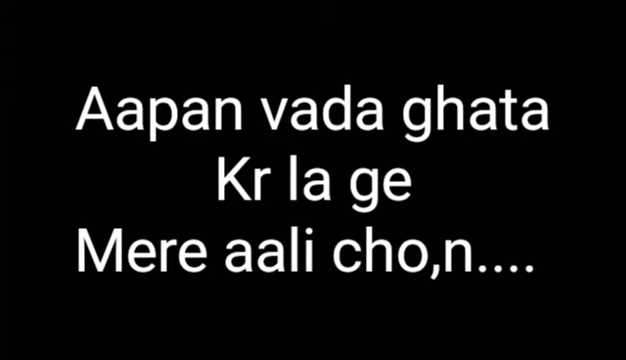 Aapan vada ghata
Kr la ge
Mere aali cho,n....